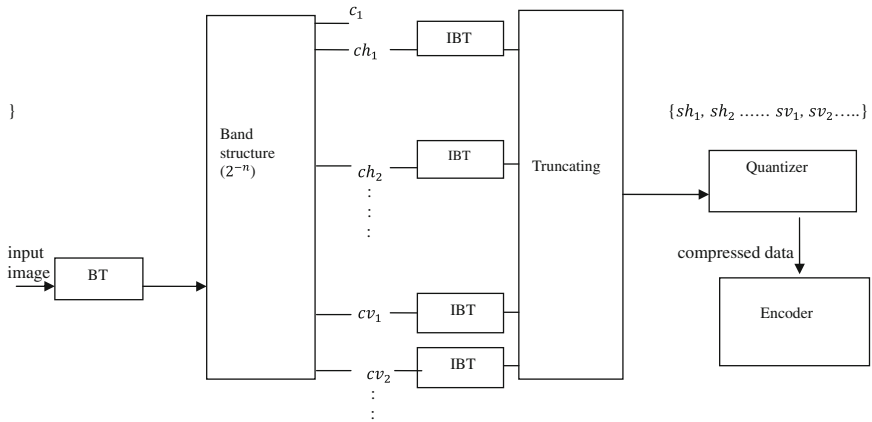 c₁
ch₁
IBT
}
{sh₁, sh₂ …… sv₁, sv₂…..}
Band
structure
(2⁻ⁿ)
ch₂
IBT
Truncating
Quantizer
⋮
input
image
BT
compressed data
cv₁
IBT
Encoder
cv₂
IBT
⋮